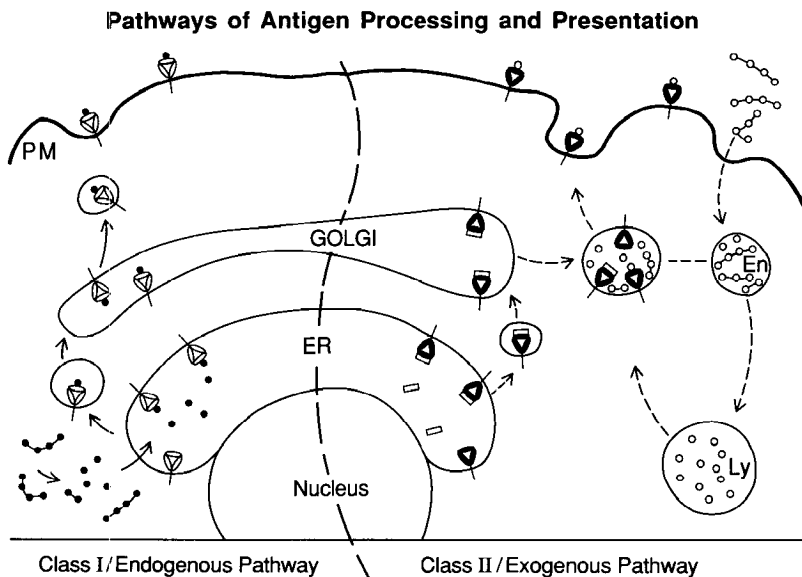 Pathways of Antigen Processing and Presentation
PM
GOLGI
En
ER
Ly
Nucleus
Class I/Endogenous Pathway
Class II/Exogenous Pathway